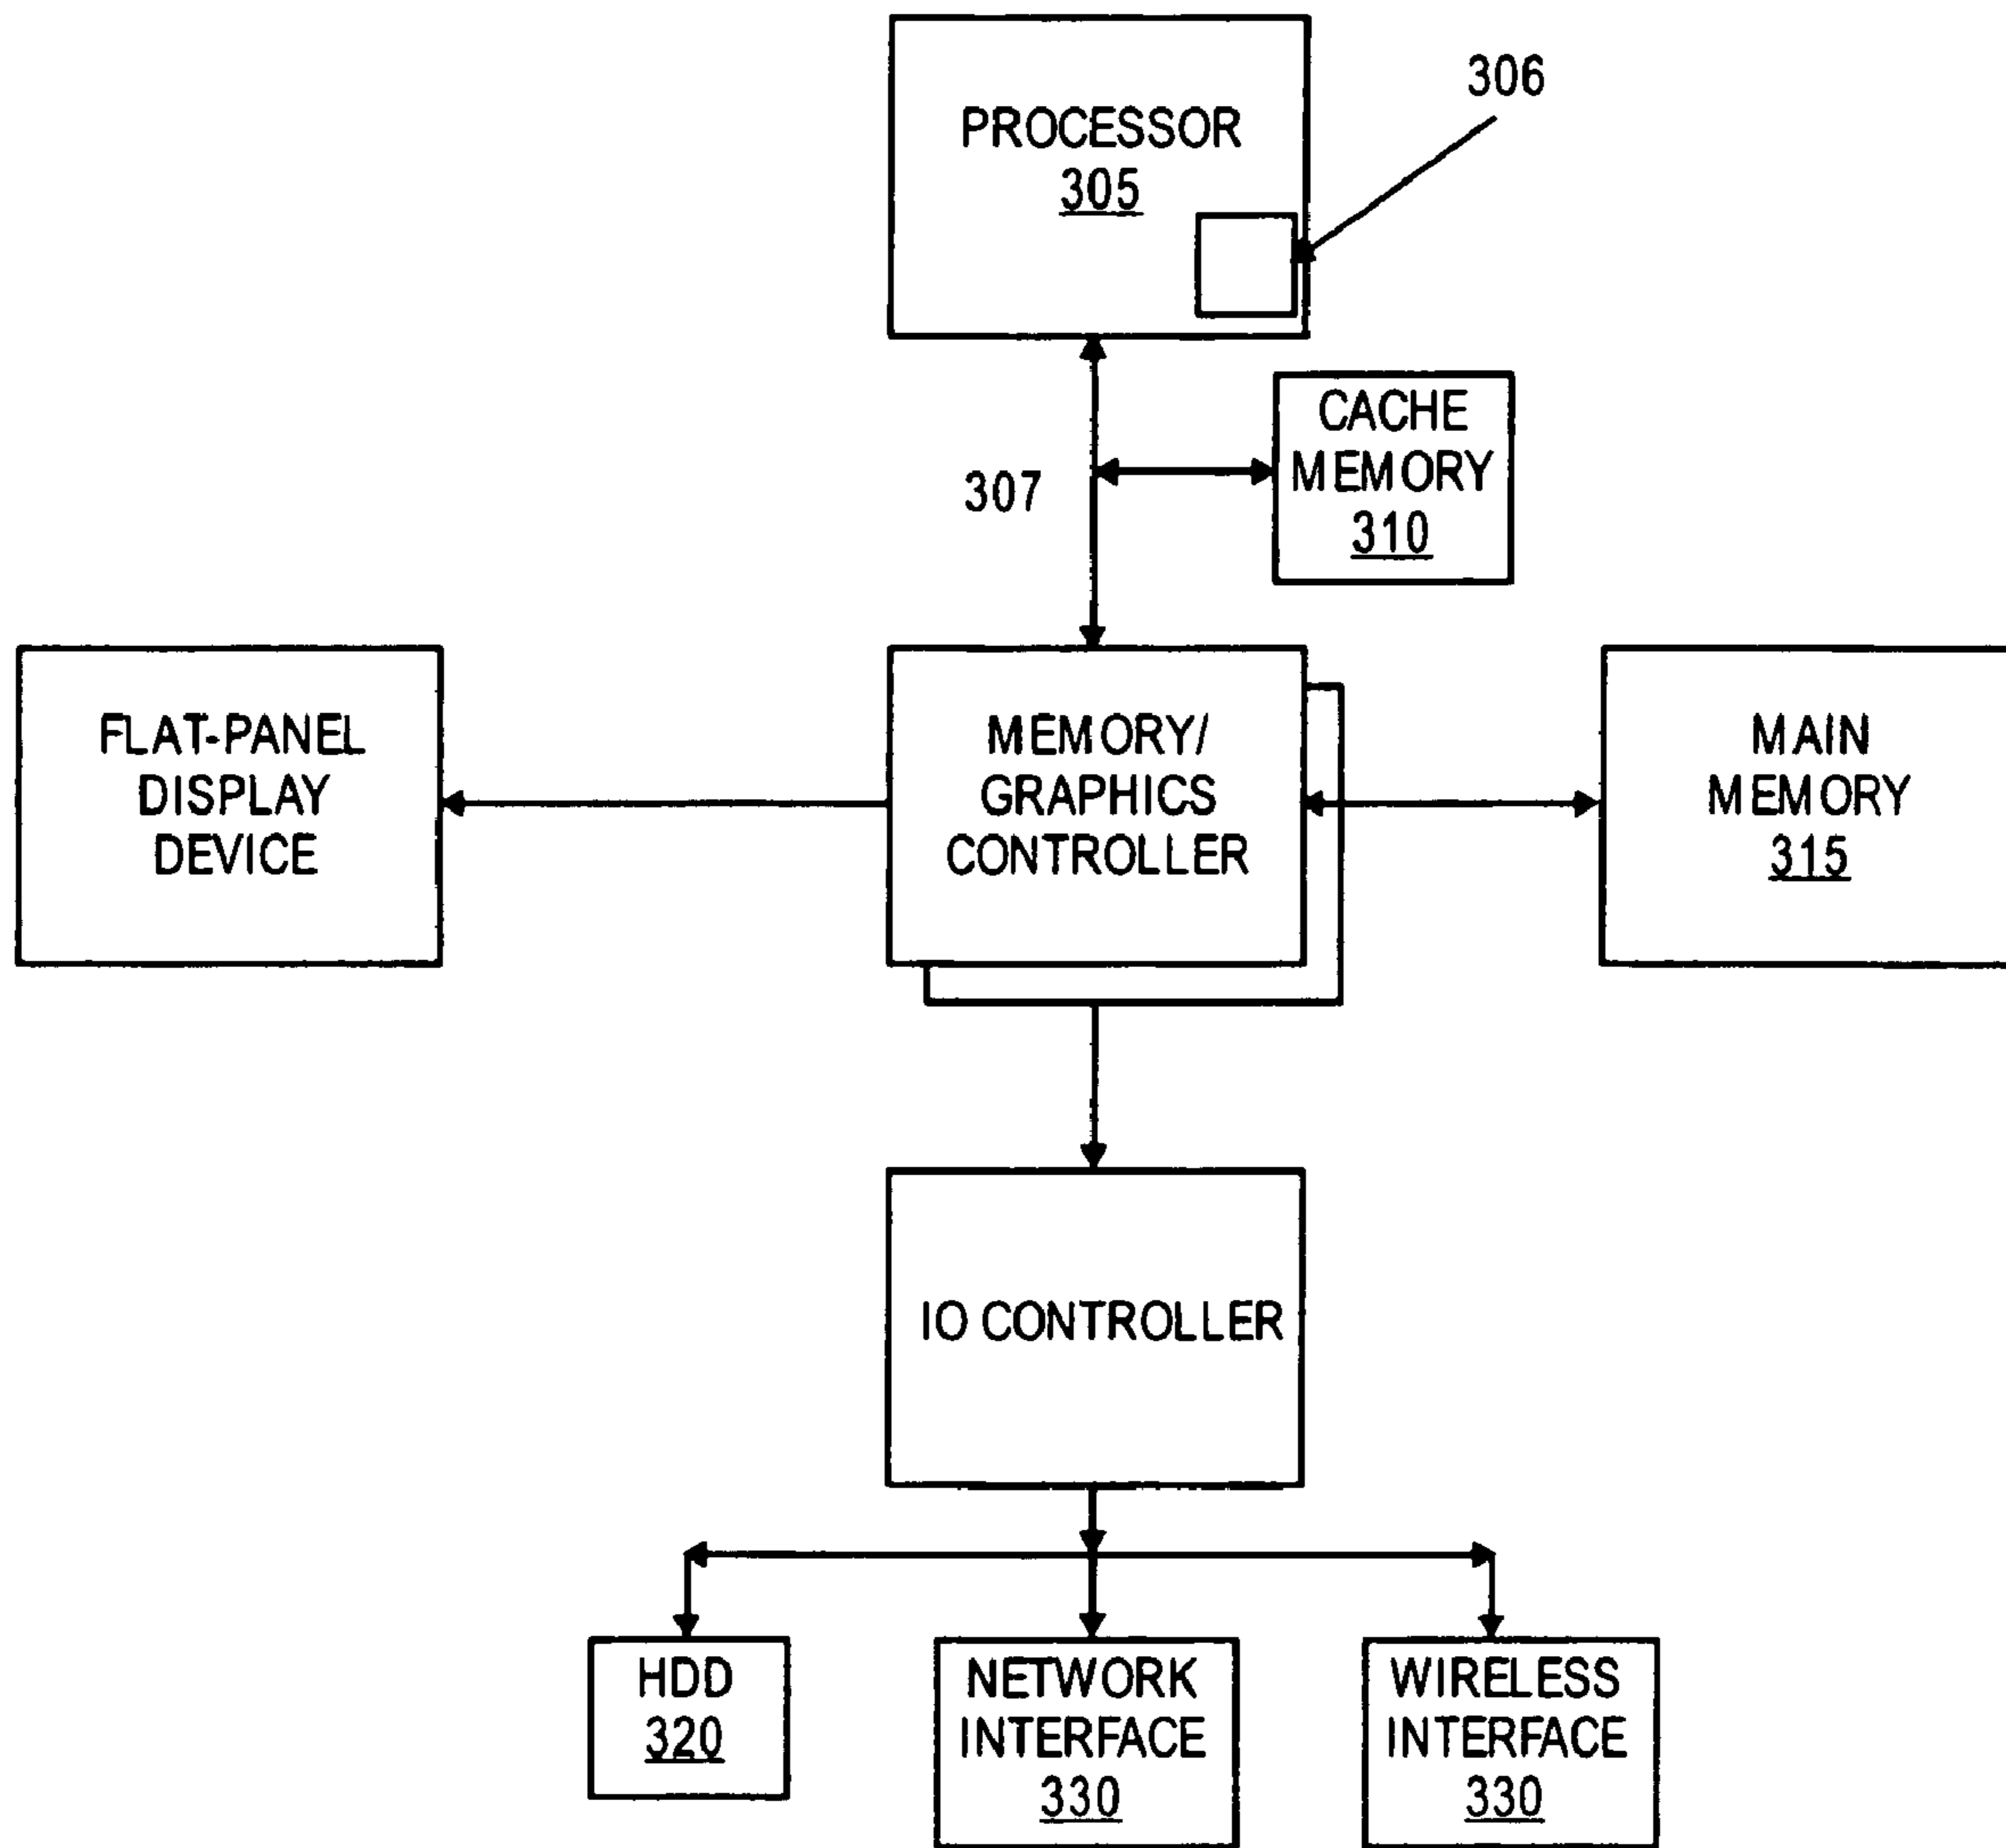 306
PROCESSOR
305
CACHE
MEMORY
310
307
FLAT-PANEL
DISPLAY
DEVICE
MEMORY/
GRAPHICS
CONTROLLER
MAIN
MEMORY
315
IO CONTROLLER
HDD
320
NETWORK
INTERFACE
330
WIRELESS
INTERFACE
330